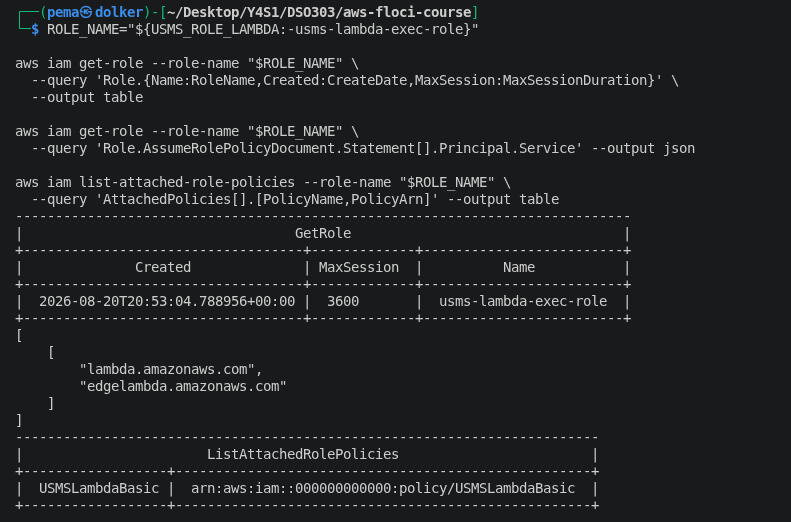 ┌──(pema㉿dolker)-[~/Desktop/Y4S1/DSO303/aws-floci-course]
└─$ ROLE_NAME="${USMS_ROLE_LAMBDA:-usms-lambda-exec-role}"

aws iam get-role --role-name "$ROLE_NAME" \
  --query 'Role.{Name:RoleName,Created:CreateDate,MaxSession:MaxSessionDuration}' \
  --output table

aws iam get-role --role-name "$ROLE_NAME" \
  --query 'Role.AssumeRolePolicyDocument.Statement[].Principal.Service' --output json

aws iam list-attached-role-policies --role-name "$ROLE_NAME" \
  --query 'AttachedPolicies[].[PolicyName,PolicyArn]' --output table
---------------------------------------------------------------------------
|                                 GetRole                                 |
+----------------------------------+-------------+------------------------+
|             Created              | MaxSession  |          Name          |
+----------------------------------+-------------+------------------------+
|  2026-08-20T20:53:04.788956+00:00 |  3600       |  usms-lambda-exec-role  |
+----------------------------------+-------------+------------------------+
[
    [
        "lambda.amazonaws.com",
        "edgelambda.amazonaws.com"
    ]
]
-----------------------------------------------------------------------
|                      ListAttachedRolePolicies                       |
+------------------+--------------------------------------------------+
|  USMSLambdaBasic |  arn:aws:iam::000000000000:policy/USMSLambdaBasic  |
+------------------+--------------------------------------------------+